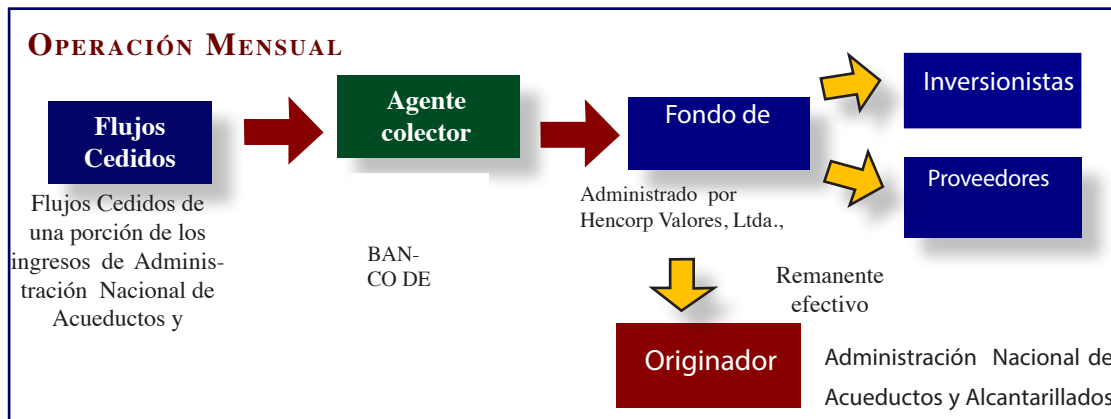 OPERACIÓN MENSUAL
Flujos
Cedidos
Flujos Cedidos de
una porción de los
ingresos de Adminis-
tración Nacional de
Acueductos y
Agente
colector
BAN-
CO DE
Fondo de
Administrado por
Hencorp Valores, Ltda.,
Inversionistas
Proveedores
Remanente
efectivo
Originador
Administración Nacional de
Acueductos y Alcantarillados